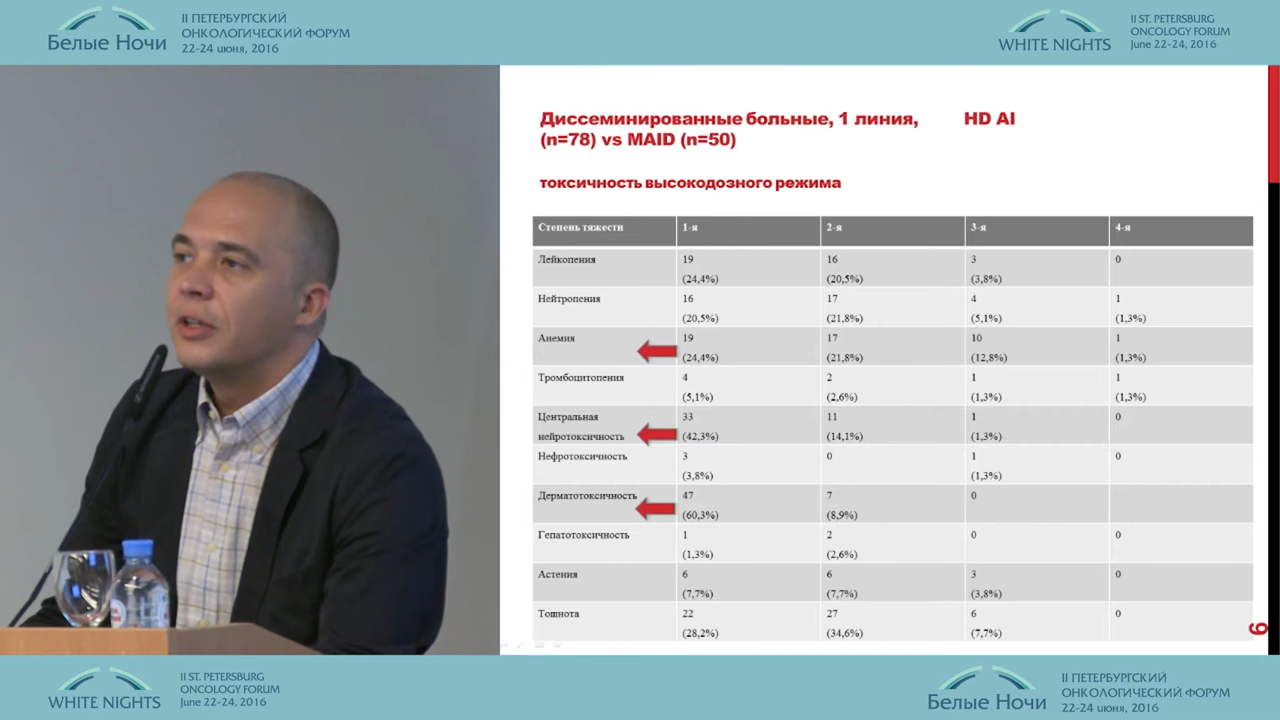 II ПЕТЕРБУРГСКИЙ
ОНКОЛОГИЧЕСКИЙ ФОРУМ
Белые Ночи
22-24 июня, 2016
II ST. PETERSBURG
ONCOLOGY FORUM
WHITE NIGHTS
June 22-24, 2016
Диссеминированные больные, 1 линия, HD AI
(n=78) vs MAID (n=50)
токсичность высокодозного режима
Степень тяжести 1-я 2-я 3-я 4-я
Лейкопения 19 16 3 0
(24,4%) (20,5%) (3,8%)
Нейтропения 16 17 4 1
(20,5%) (21,8%) (5,1%) (1,3%)
Анемия 19 17 10 1
(24,4%) (21,8%) (12,8%) (1,3%)
Тромбоцитопения 4 2 1 1
(5,1%) (2,6%) (1,3%) (1,3%)
Центральная 33 11 1 0
нейротоксичность (42,3%) (14,1%) (1,3%)
Нефротоксичность 3 0 1 0
(3,8%) (1,3%)
Дерматотоксичность 47 7 0
(60,3%) (8,9%)
Гепатотоксичность 1 2 0 0
(1,3%) (2,6%)
Астения 6 6 3 0
(7,7%) (7,7%) (3,8%)
Тошнота 22 27 6 0
(28,2%) (34,6%) (7,7%)
9
II ST. PETERSBURG
ONCOLOGY FORUM
WHITE NIGHTS
June 22-24, 2016
II ПЕТЕРБУРГСКИЙ
ОНКОЛОГИЧЕСКИЙ ФОРУМ
Белые Ночи
22-24 июня, 2016